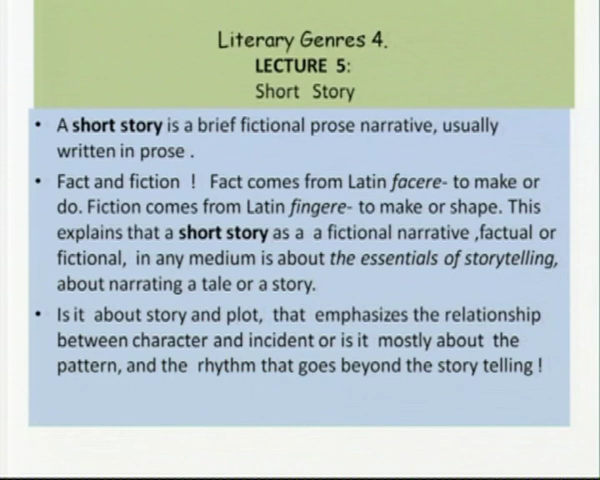 Literary Genres 4.
LECTURE 5:
Short Story
• A short story is a brief fictional prose narrative, usually
written in prose .
• Fact and fiction ! Fact comes from Latin facere- to make or
do. Fiction comes from Latin fingere- to make or shape. This
explains that a short story as a a fictional narrative ,factual or
fictional, in any medium is about the essentials of storytelling,
about narrating a tale or a story.
• Is it about story and plot, that emphasizes the relationship
between character and incident or is it mostly about the
pattern, and the rhythm that goes beyond the story telling !